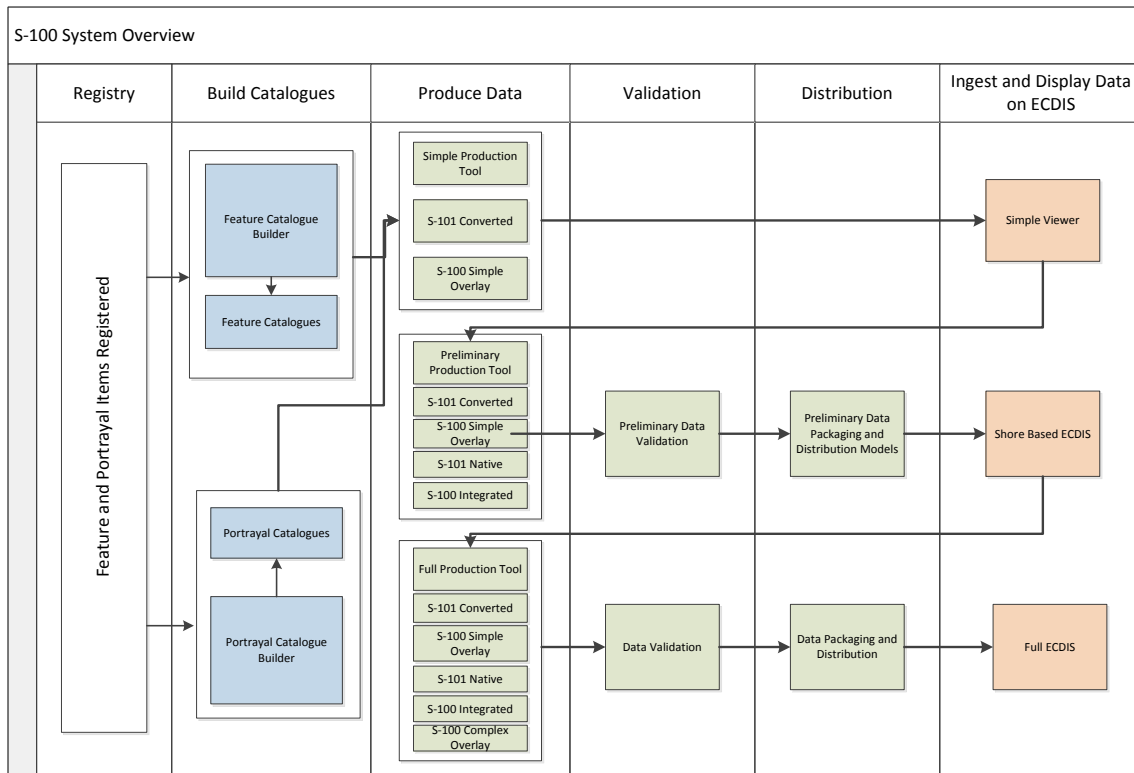 S-100 System Overview
Registry
Build Catalogues
Produce Data
Validation
Distribution
Ingest and Display Data
on ECDIS
Feature and Portrayal Items Registered
Feature Catalogue
Builder
Feature Catalogues
Portrayal Catalogues
Portrayal Catalogue
Builder
Simple Production
Tool
S-101 Converted
S-100 Simple
Overlay
Simple Viewer
Preliminary
Production Tool
S-101 Converted
S-100 Simple
Overlay
S-101 Native
S-100 Integrated
Preliminary Data
Validation
Preliminary Data
Packaging and
Distribution Models
Shore Based ECDIS
Full Production Tool
S-101 Converted
S-100 Simple
Overlay
S-101 Native
S-100 Integrated
S-100 Complex
Overlay
Data Validation
Data Packaging and
Distribution
Full ECDIS